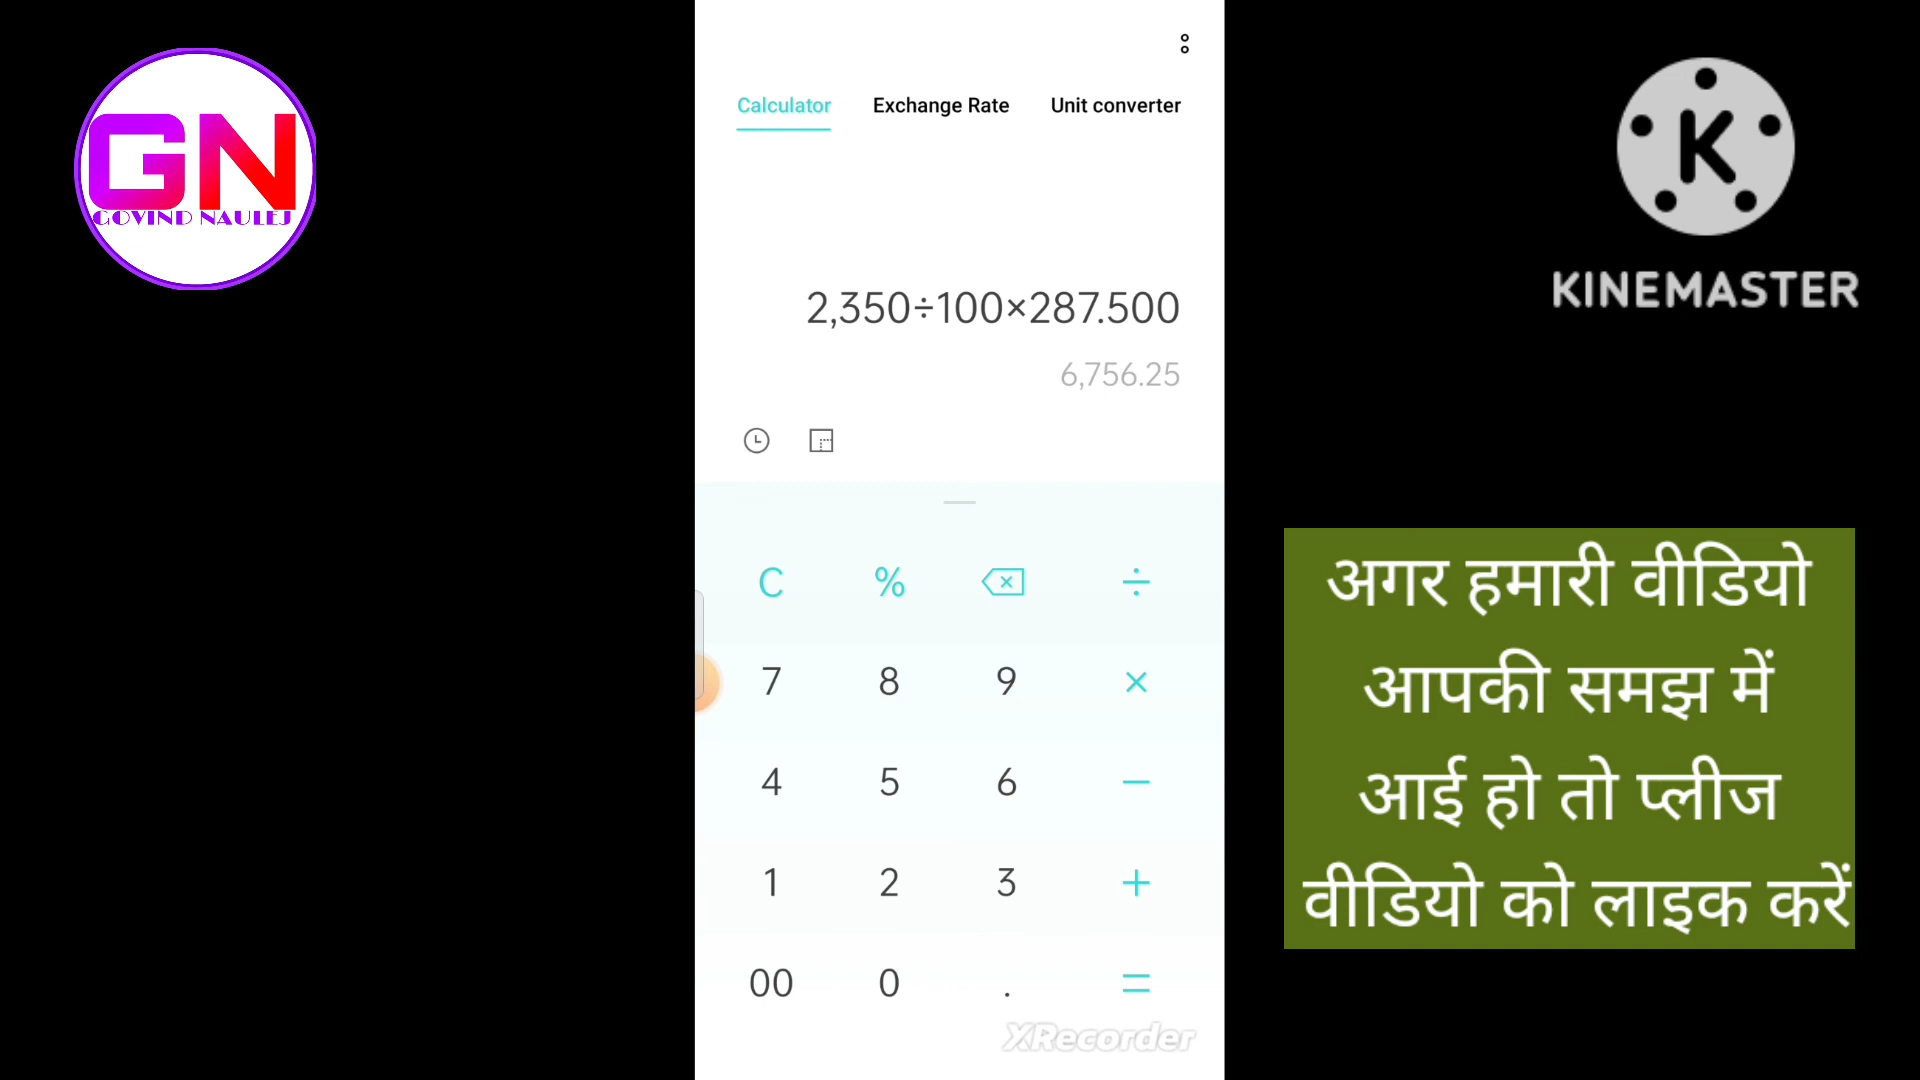 GN
GOVIND NAULEJ
Calculator Exchange Rate Unit converter
2,350÷100×287.500
6,756.25
C % ÷
7 8 9 ×
4 5 6 −
1 2 3 +
00 0 . =
XRecorder
K
KINEMASTER
अगर हमारी वीडियो
आपकी समझ में
आई हो तो प्लीज
वीडियो को लाइक करें